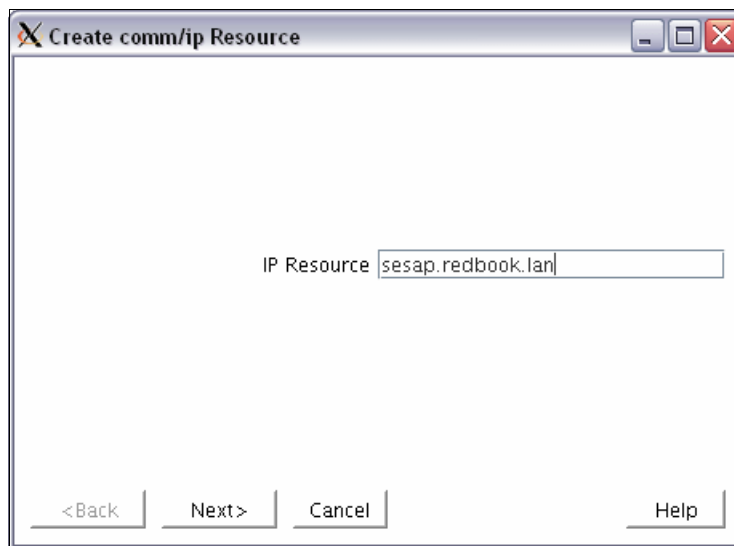 Create comm/ip Resource
IP Resource sesap.redbook.lan
<Back Next> Cancel Help